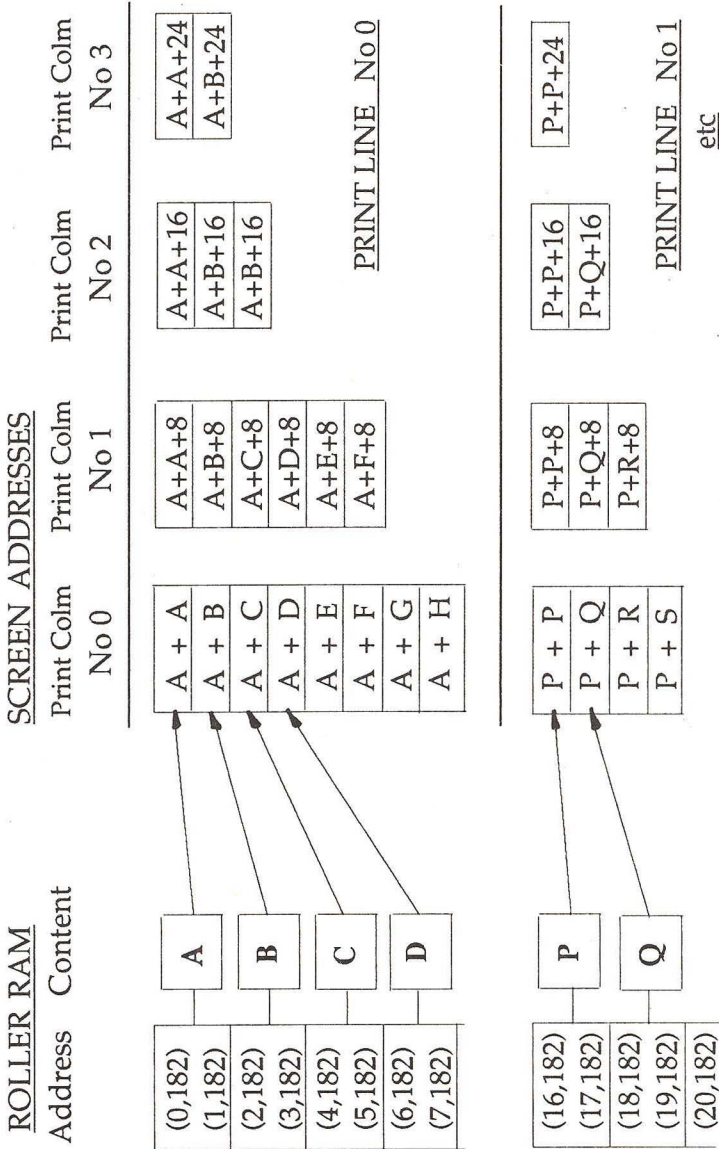 ROLLER RAM
SCREEN ADDRESSES
Address Content
Print Colm No 0
Print Colm No 1
Print Colm No 2
Print Colm No 3
(0,182)
(1,182)
(2,182)
(3,182)
(4,182)
(5,182)
(6,182)
(7,182)
A
B
C
D
A + A
A + B
A + C
A + D
A + E
A + F
A + G
A + H
A+A+8
A+B+8
A+C+8
A+D+8
A+E+8
A+F+8
A+A+16
A+B+16
A+B+16
A+A+24
A+B+24
PRINT LINE No 0
(16,182)
(17,182)
(18,182)
(19,182)
(20,182)
P
Q
P + P
P + Q
P + R
P + S
P+P+8
P+Q+8
P+R+8
P+P+16
P+Q+16
P+P+24
PRINT LINE No 1
etc